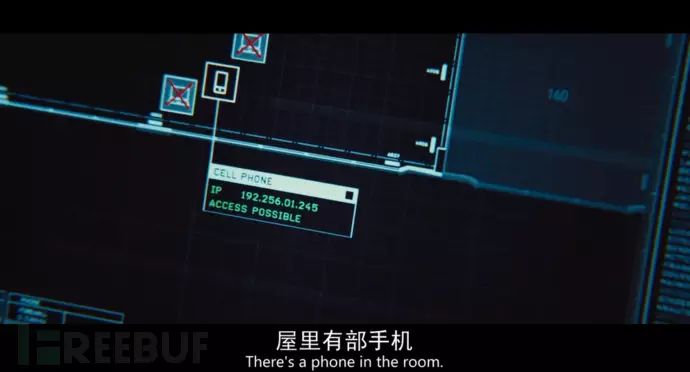 160
CELL PHONE
IP 192.256.01.245
ACCESS POSSIBLE
REEBUF
屋里有部手机
There's a phone in the room.